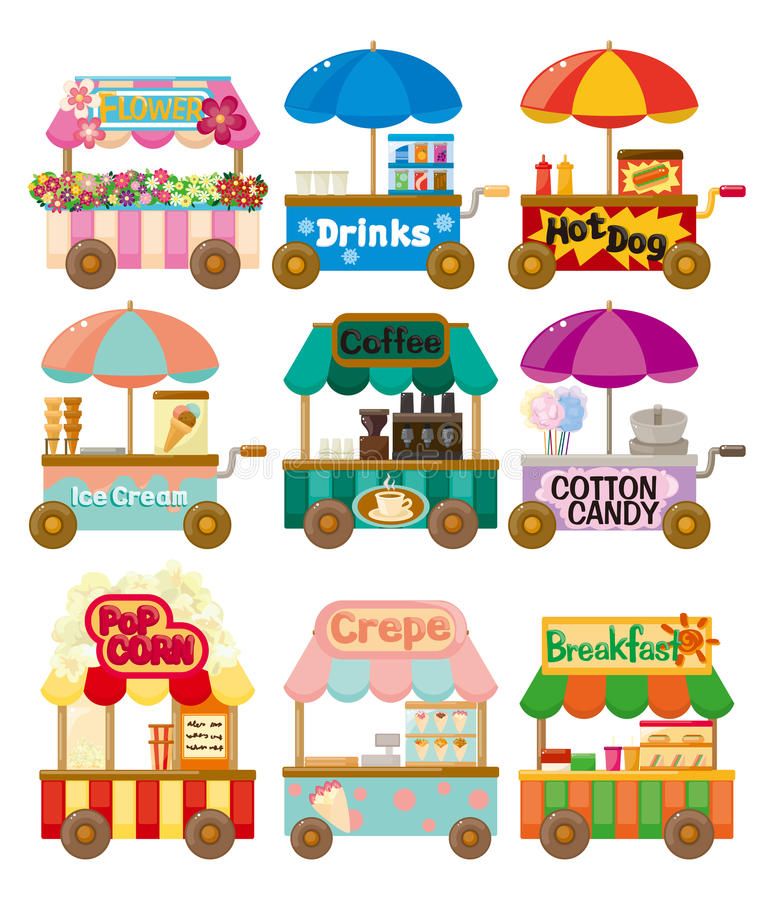 FLOWER
Drinks
Hot Dog
Coffee
Ice Cream
COTTON
CANDY
POP
CORN
Crepe
Breakfast